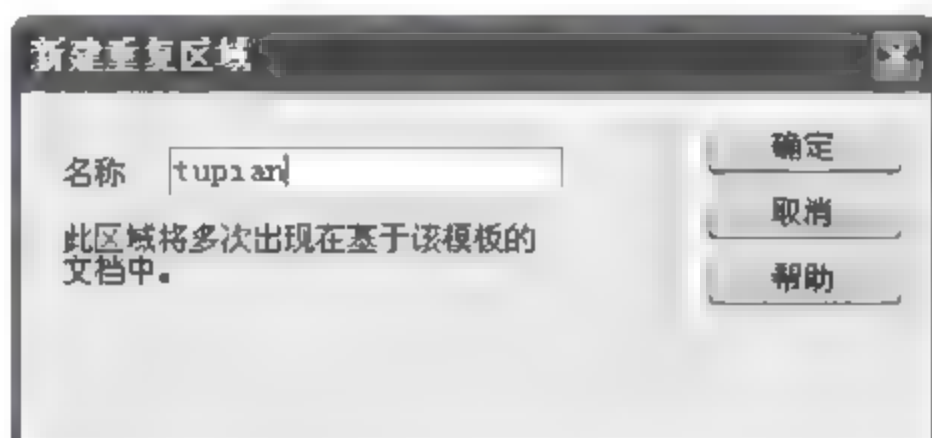 新建重复区域
名称 tupian
此区域将多次出现在基于该模板的
文档中。
确定
取消
帮助